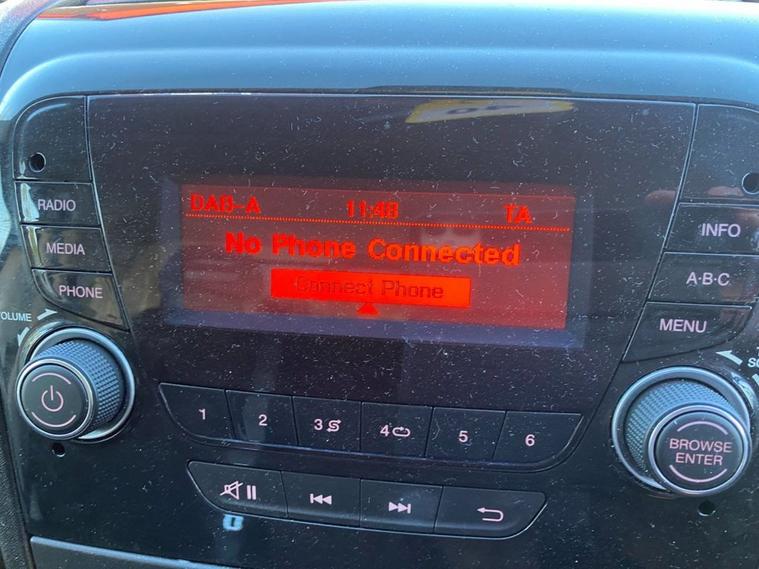 DAB-A 11:48 TA
No Phone Connected
Connect Phone
RADIO
MEDIA
PHONE
VOLUME
INFO
A·B·C
MENU
1 2 3 4 5 6
BROWSE
ENTER